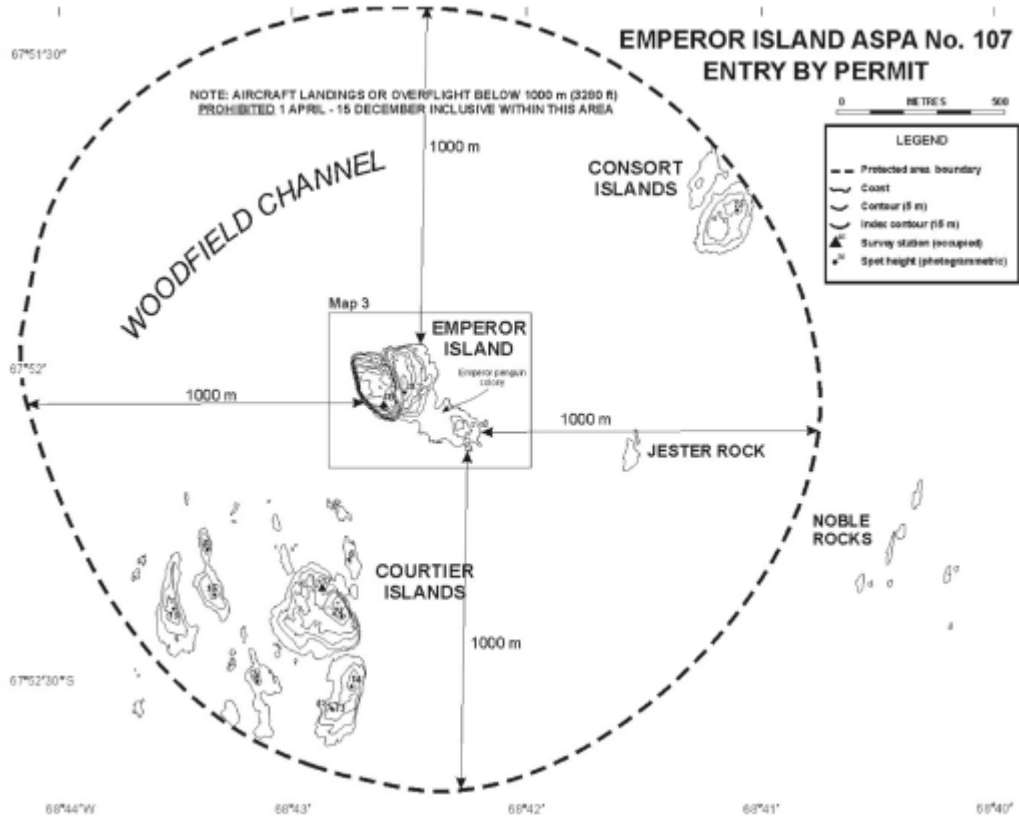 EMPEROR ISLAND ASPA No. 107
ENTRY BY PERMIT
67°51'30"
NOTE: AIRCRAFT LANDINGS OR OVERFLIGHT BELOW 1000 m (3280 ft)
PROHIBITED 1 APRIL - 15 DECEMBER INCLUSIVE WITHIN THIS AREA
0 METRES 500
LEGEND
Protected area boundary
Coast
Contour (5 m)
Index contour (15 m)
Survey station (occupied)
Spot height (photogrammetric)
1000 m
CONSORT
ISLANDS
WOODFIELD CHANNEL
Map 3
EMPEROR
ISLAND
Emperor penguin
colony
67°52'
1000 m
1000 m
JESTER ROCK
NOBLE
ROCKS
COURTIER
ISLANDS
1000 m
67°52'30"S
68°44'W
68°43'
68°42'
68°41'
68°40'